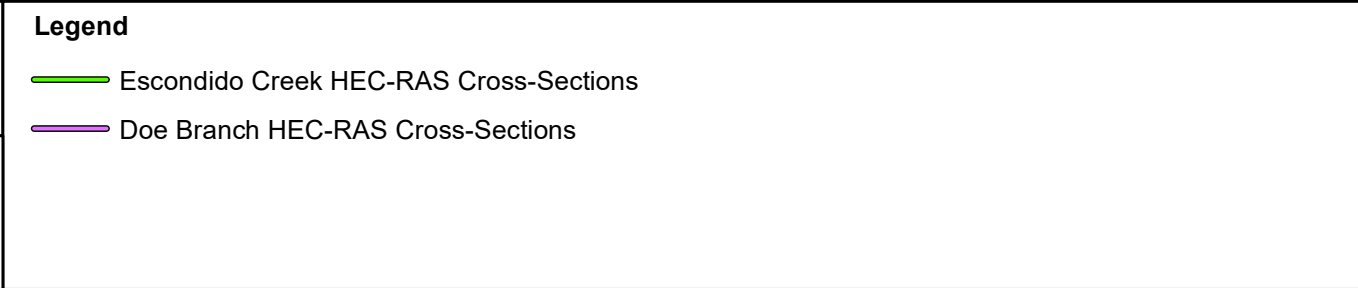 Legend
Escondido Creek HEC-RAS Cross-Sections
Doe Branch HEC-RAS Cross-Sections